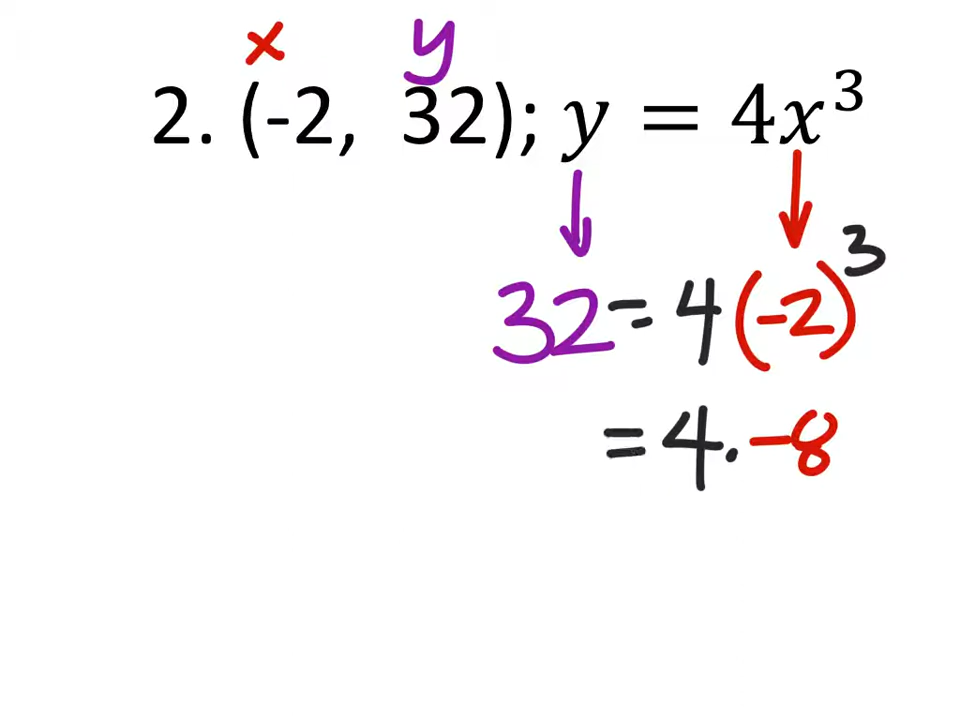 x y
2. (-2, 32); y = 4x³
32 = 4(-2)³
= 4 . -8